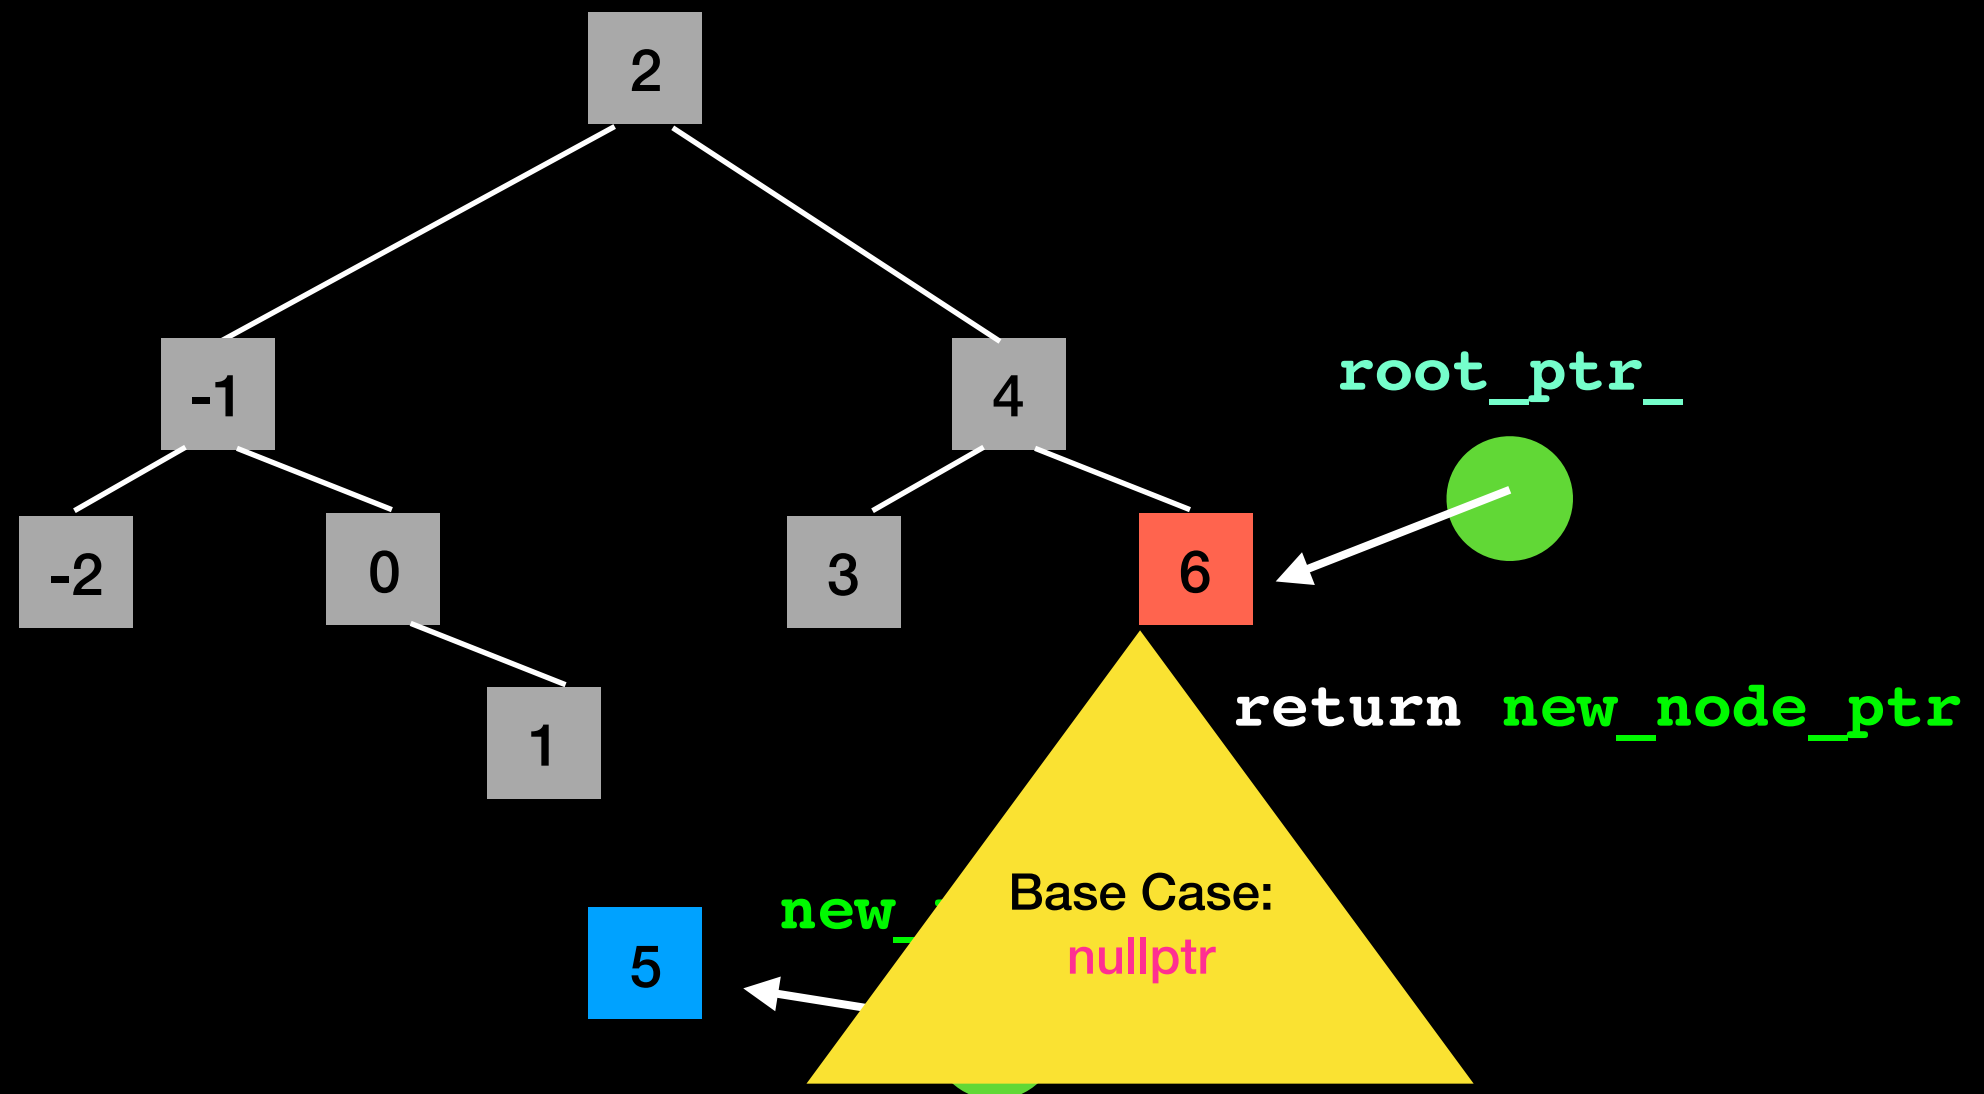 2
-1
4
root_ptr_
-2
0
3
6
return new_node_ptr
1
Base Case:
nullptr
new_
5